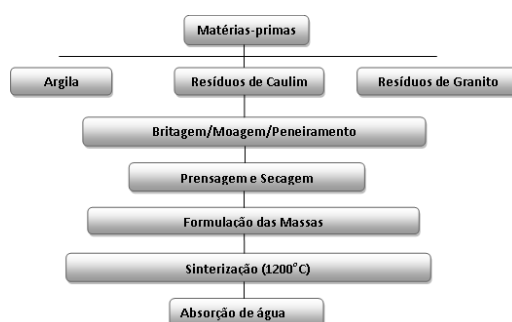 Matérias-primas
Argila
Resíduos de Caulim
Resíduos de Granito
Britagem/Moagem/Peneiramento
Prensagem e Secagem
Formulação das Massas
Sinterização (1200°C)
Absorção de água